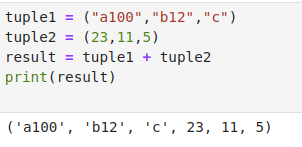 tuple1 = ("a100","b12","c")
tuple2 = (23,11,5)
result = tuple1 + tuple2
print(result)
('a100', 'b12', 'c', 23, 11, 5)